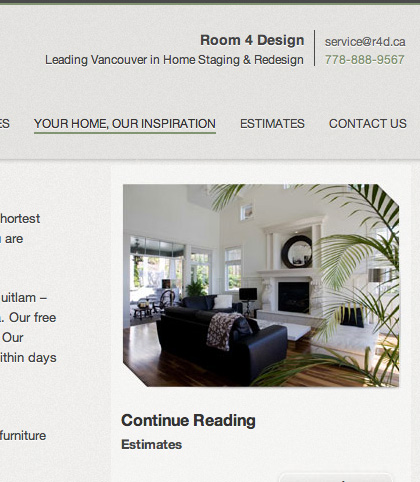 Room 4 Design
service@r4d.ca
Leading Vancouver in Home Staging & Redesign
778-888-9567
ES
YOUR HOME, OUR INSPIRATION
ESTIMATES
CONTACT US
hortest
are
uitlam –
. Our free
Our
ithin days
furniture
Continue Reading
Estimates